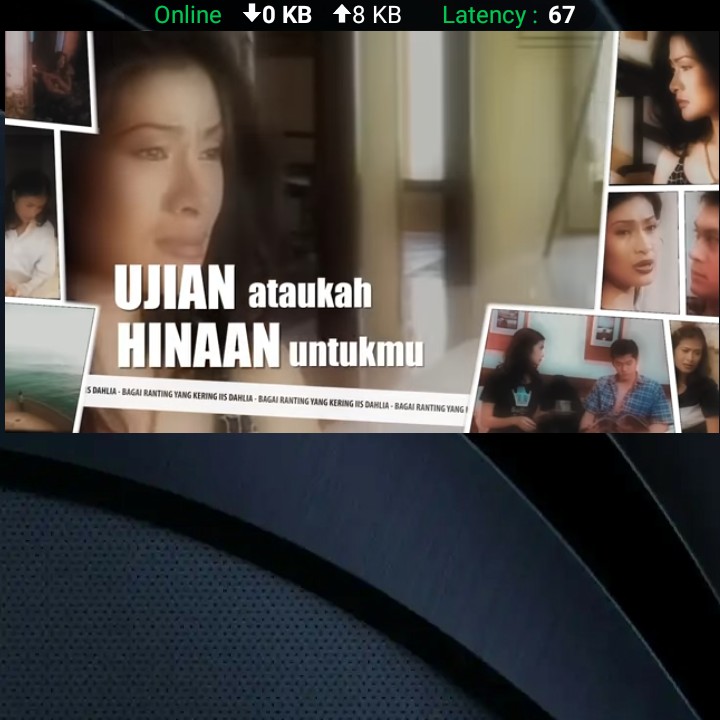 Online 0 KB 8 KB Latency : 67
UJIAN ataukah
HINAAN untukmu
IS DAHLIA - BAGAI RANTING YANG KERING IIS DAHLIA - BAGAI RANTING YANG KERING IIS DAHLIA - BAGAI RANTING YANG